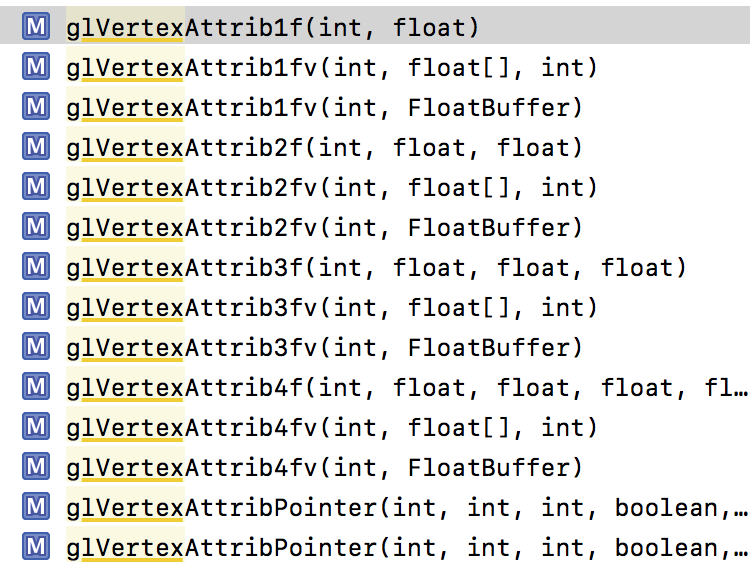 M glVertexAttrib1f(int, float)
M glVertexAttrib1fv(int, float[], int)
M glVertexAttrib1fv(int, FloatBuffer)
M glVertexAttrib2f(int, float, float)
M glVertexAttrib2fv(int, float[], int)
M glVertexAttrib2fv(int, FloatBuffer)
M glVertexAttrib3f(int, float, float, float)
M glVertexAttrib3fv(int, float[], int)
M glVertexAttrib3fv(int, FloatBuffer)
M glVertexAttrib4f(int, float, float, float, fl…
M glVertexAttrib4fv(int, float[], int)
M glVertexAttrib4fv(int, FloatBuffer)
M glVertexAttribPointer(int, int, int, boolean,…
M glVertexAttribPointer(int, int, int, boolean,…